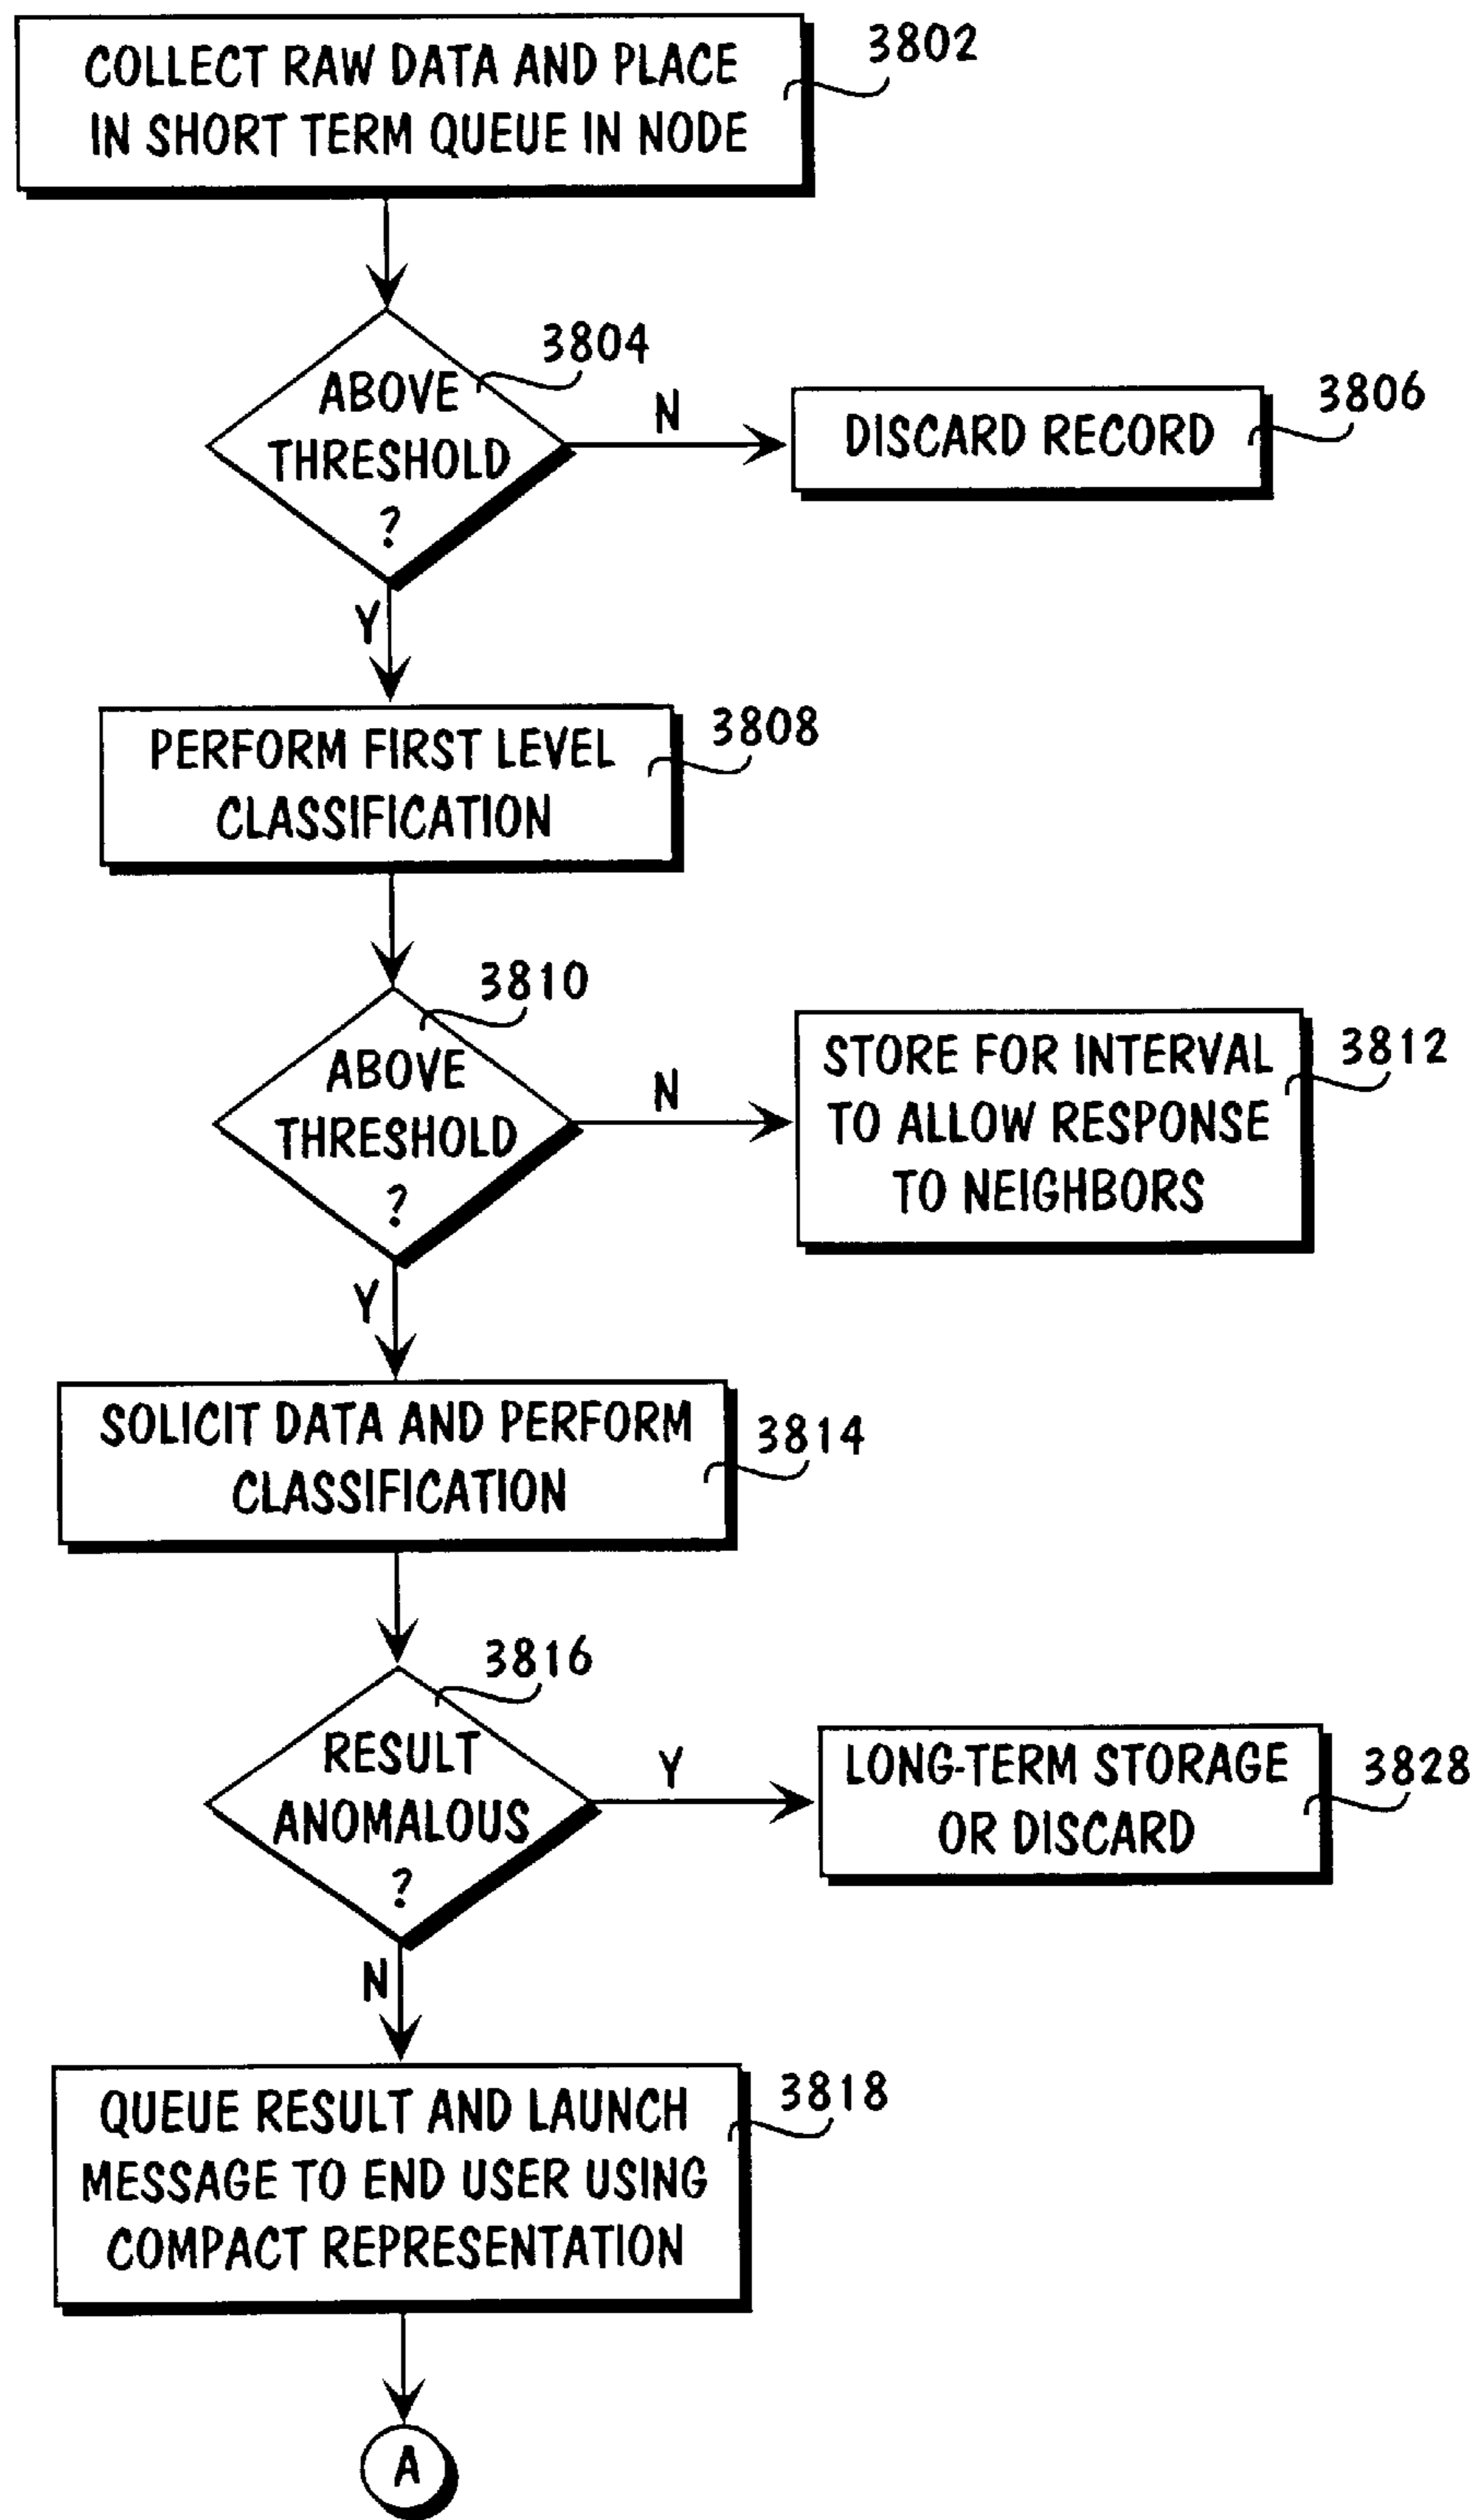 COLLECT RAW DATA AND PLACE
IN SHORT TERM QUEUE IN NODE
3802
3804
ABOVE
THRESHOLD
?
N
DISCARD RECORD
3806
Y
PERFORM FIRST LEVEL
CLASSIFICATION
3808
3810
ABOVE
THRESHOLD
?
N
STORE FOR INTERVAL
TO ALLOW RESPONSE
TO NEIGHBORS
3812
Y
SOLICIT DATA AND PERFORM
CLASSIFICATION
3814
3816
RESULT
ANOMALOUS
?
Y
LONG-TERM STORAGE
OR DISCARD
3828
N
QUEUE RESULT AND LAUNCH
MESSAGE TO END USER USING
COMPACT REPRESENTATION
3818
A